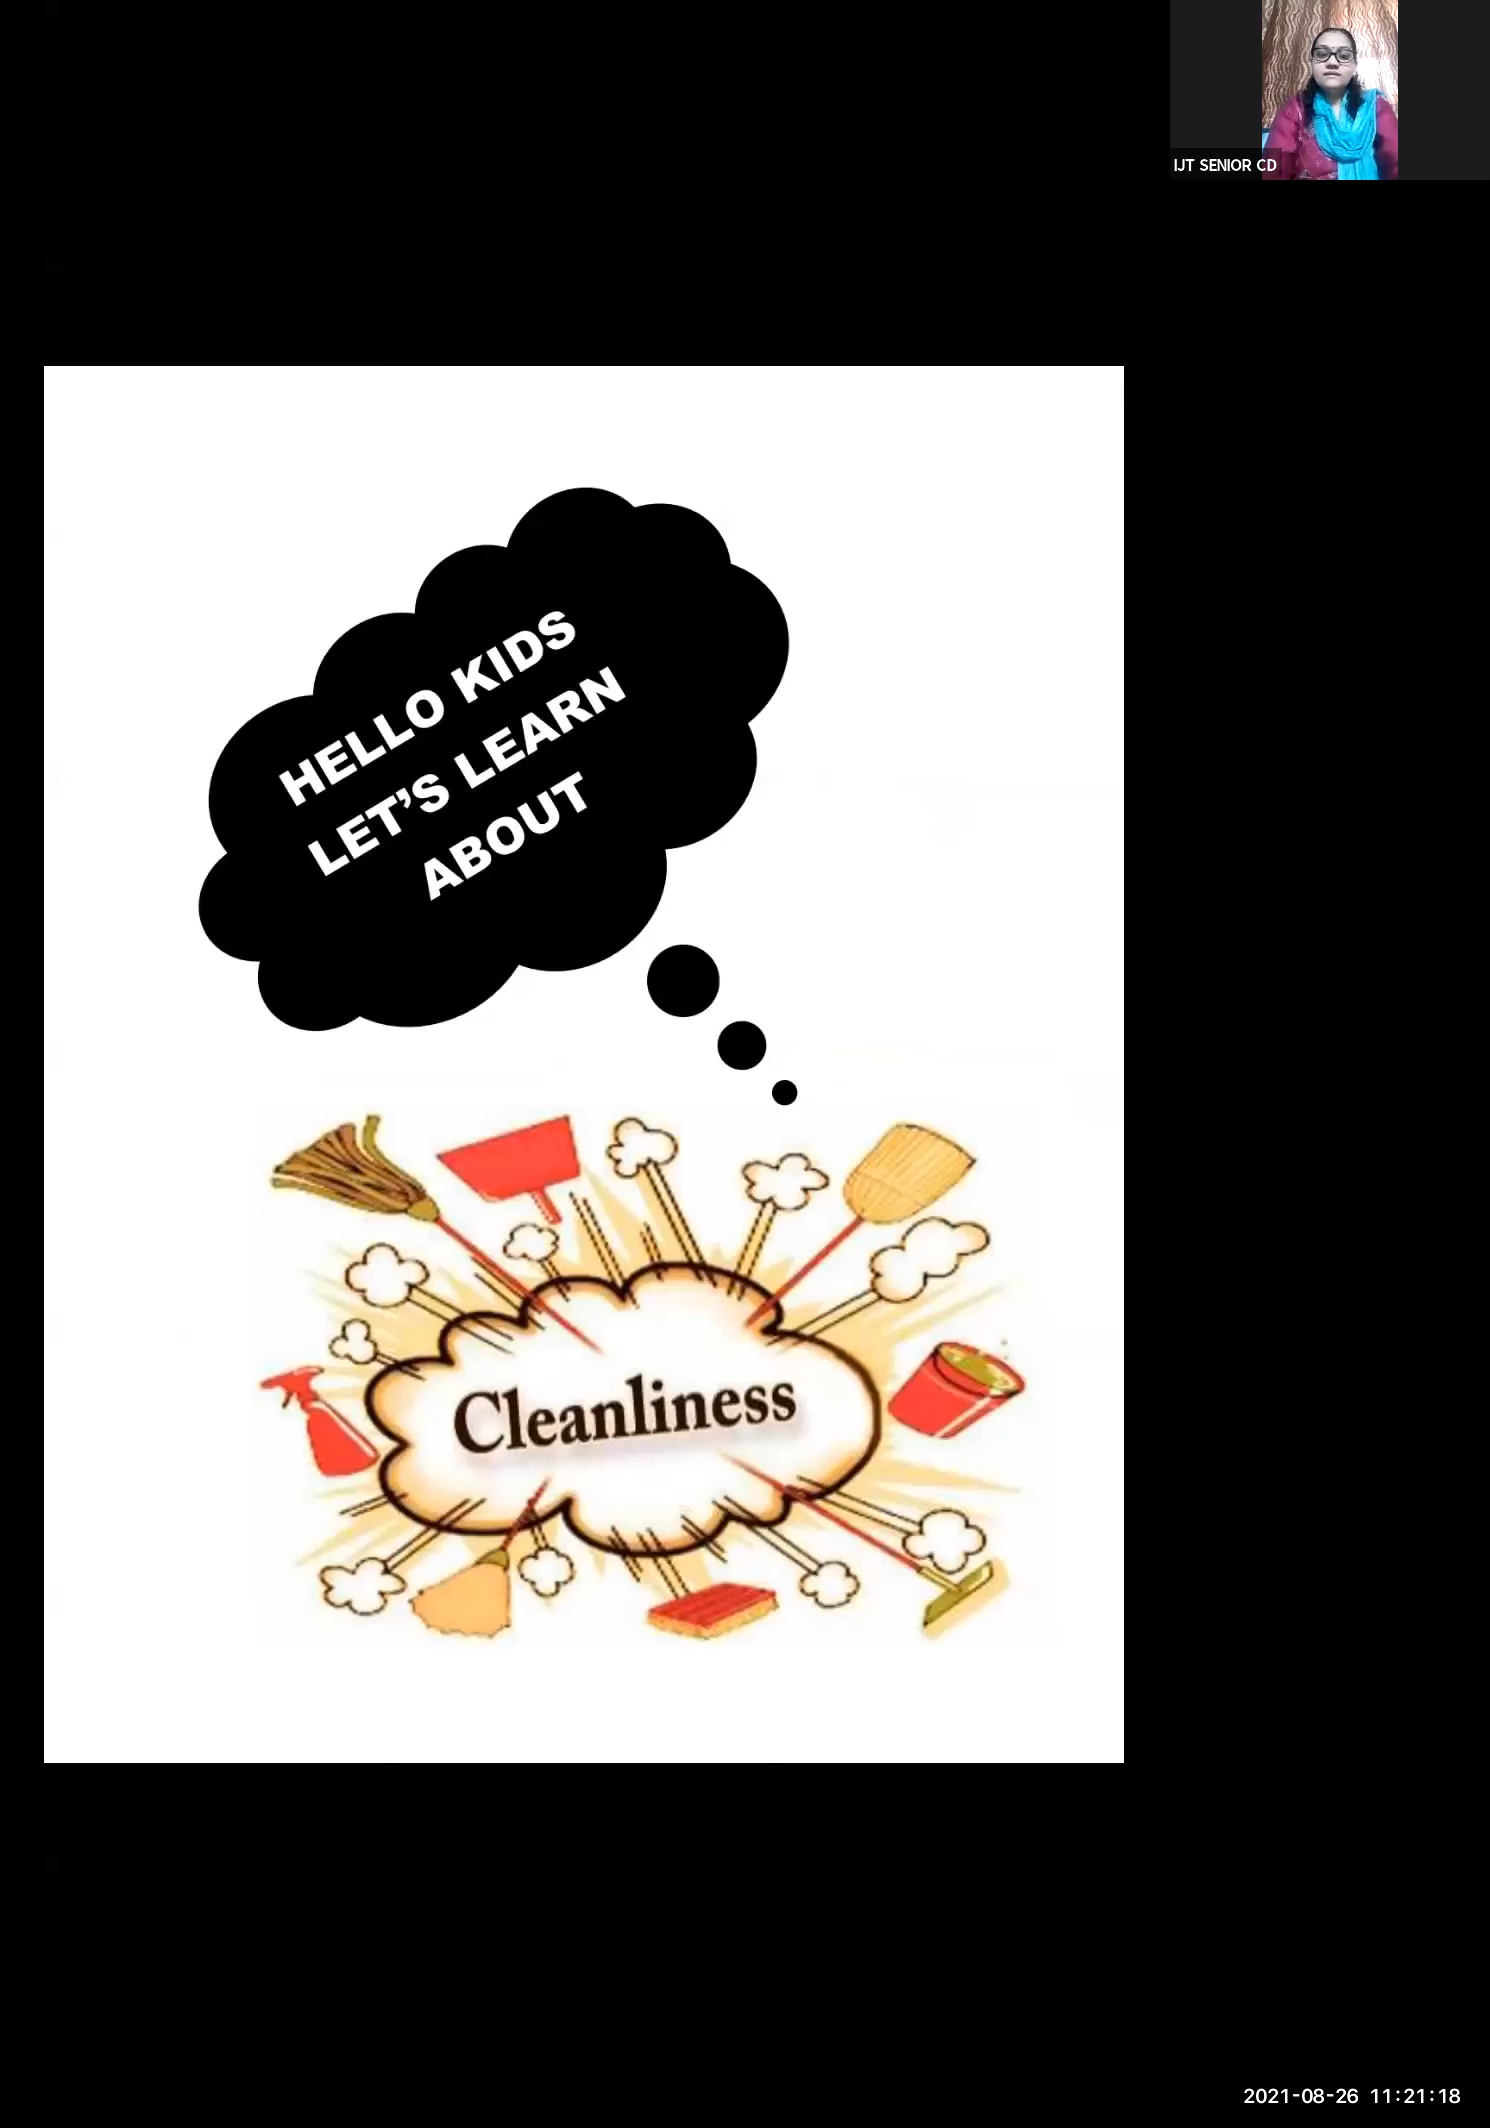 IJT SENIOR CD
HELLO KIDS
LET'S LEARN
ABOUT
Cleanliness
2021-08-26 11:21:18